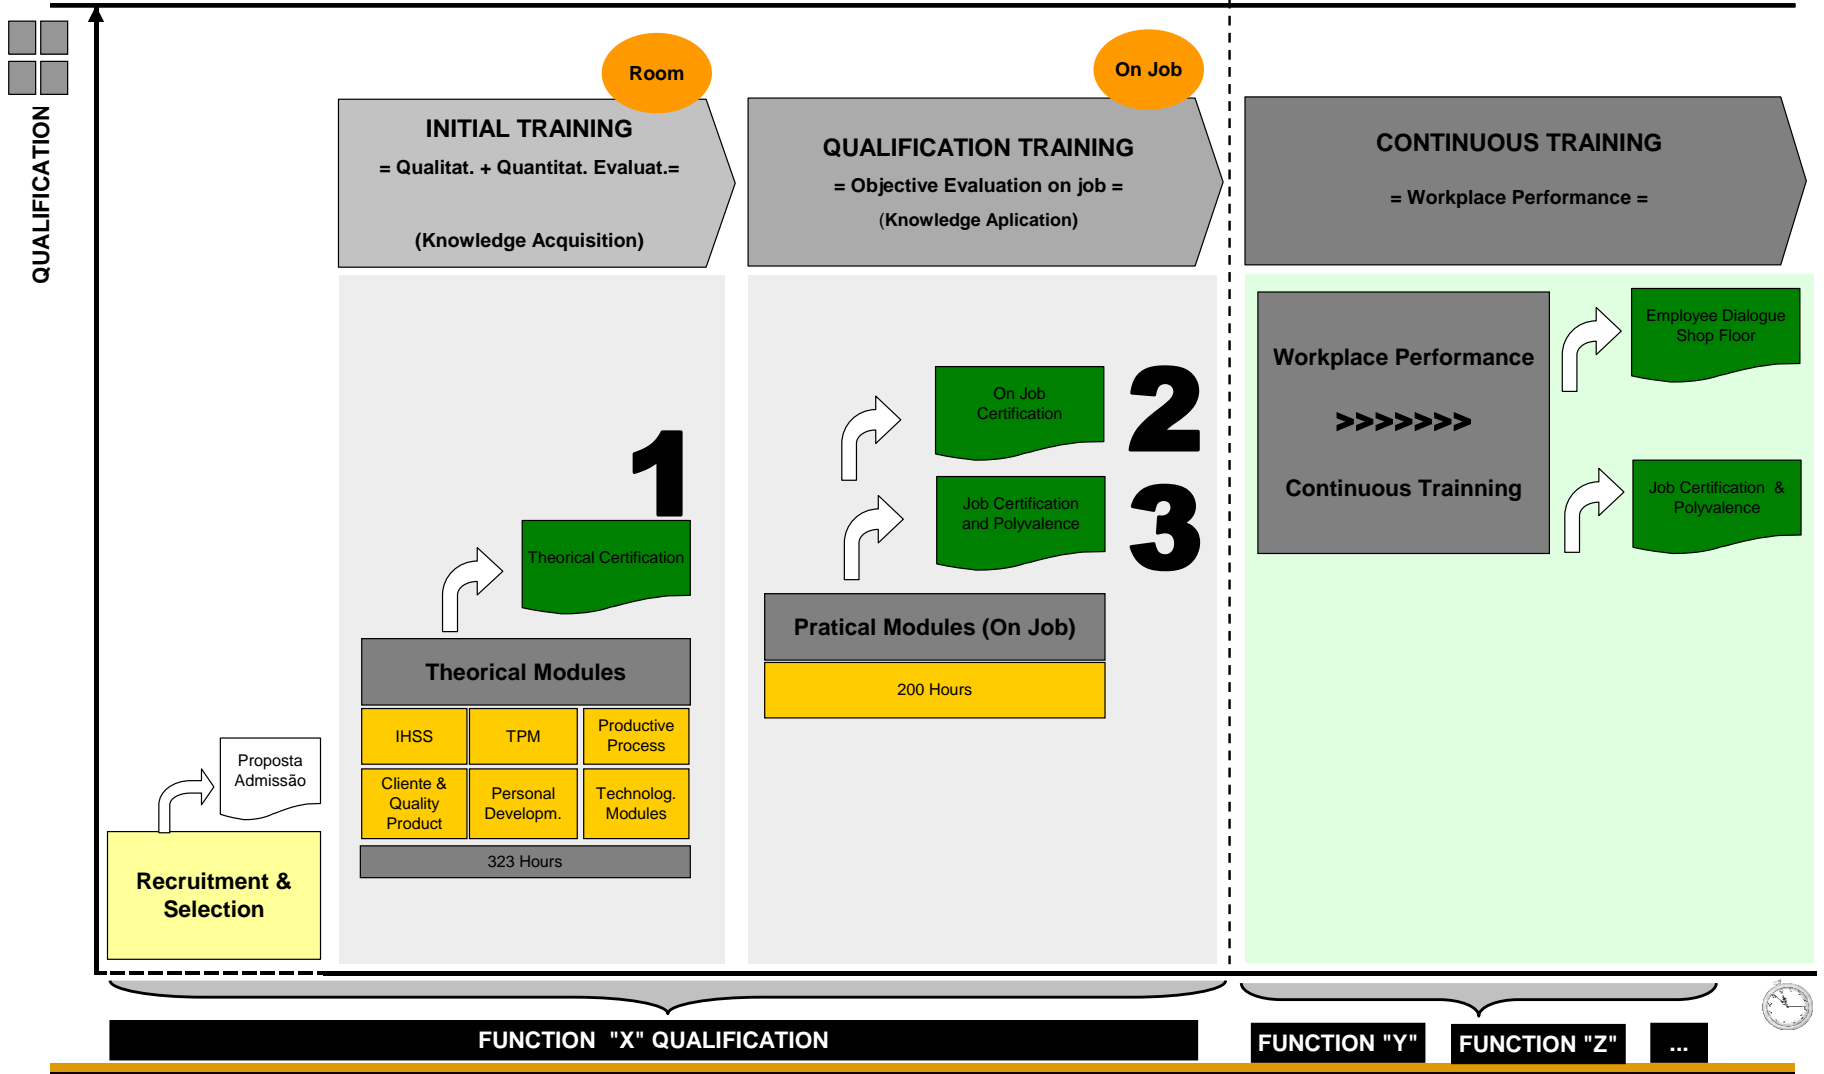 QUALIFICATION
Room
On Job
INITIAL TRAINING
= Qualitat. + Quantitat. Evaluat.=
(Knowledge Acquisition)
QUALIFICATION TRAINING
= Objective Evaluation on job =
(Knowledge Aplication)
CONTINUOUS TRAINING
= Workplace Performance =
Recruitment &
Selection
Proposta
Admissão
1
Theorical Certification
Theorical Modules
IHSS
TPM
Productive
Process
Cliente &
Quality
Product
Personal
Developm.
Technolog.
Modules
323 Hours
On Job
Certification
2
Job Certification
and Polyvalence
3
Pratical Modules (On Job)
200 Hours
Workplace Performance
>>>>>>>
Continuous Trainning
Employee Dialogue
Shop Floor
Job Certification &
Polyvalence
FUNCTION "X" QUALIFICATION
FUNCTION "Y"
FUNCTION "Z"
...